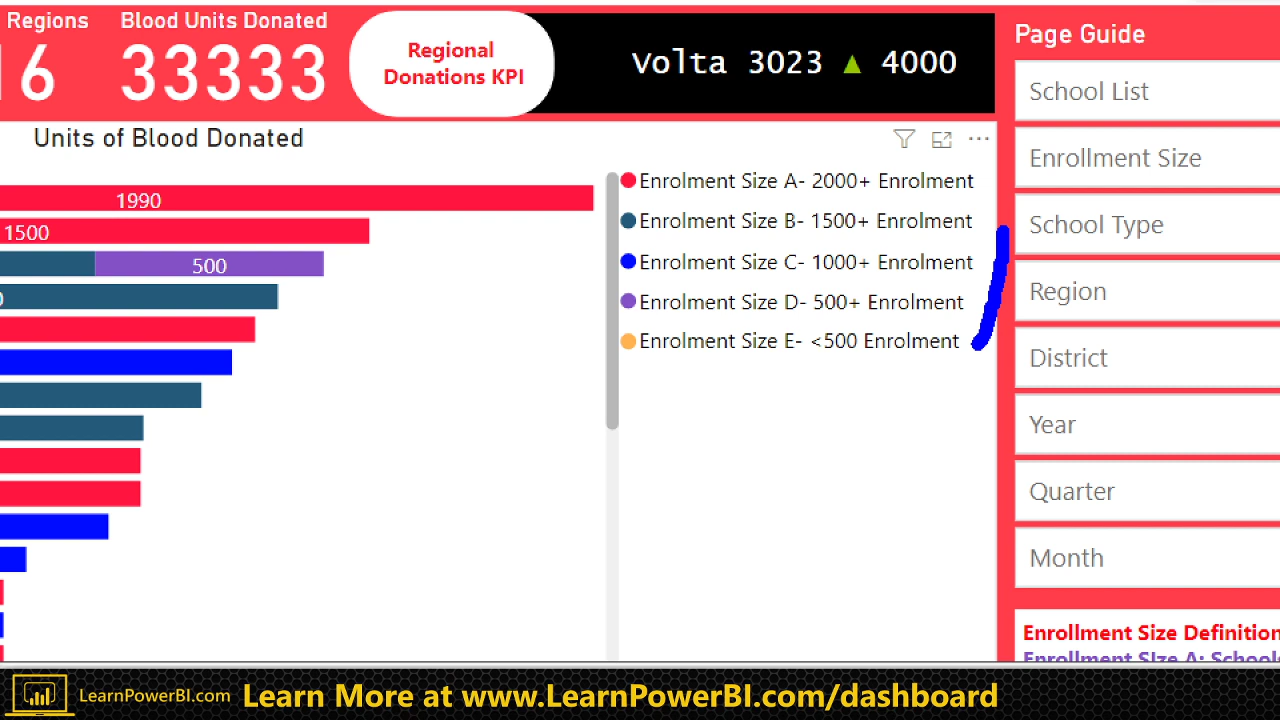 Regions
16
Blood Units Donated
33333
Regional
Donations KPI
Volta 3023 ▲ 4000
Units of Blood Donated
1990
1500
500
Enrolment Size A- 2000+ Enrolment
Enrolment Size B- 1500+ Enrolment
Enrolment Size C- 1000+ Enrolment
Enrolment Size D- 500+ Enrolment
Enrolment Size E- <500 Enrolment
Page Guide
School List
Enrollment Size
School Type
Region
District
Year
Quarter
Month
Enrollment Size Definition
Enrollment SIze A: Schools
LearnPowerBI.com
Learn More at www.LearnPowerBI.com/dashboard